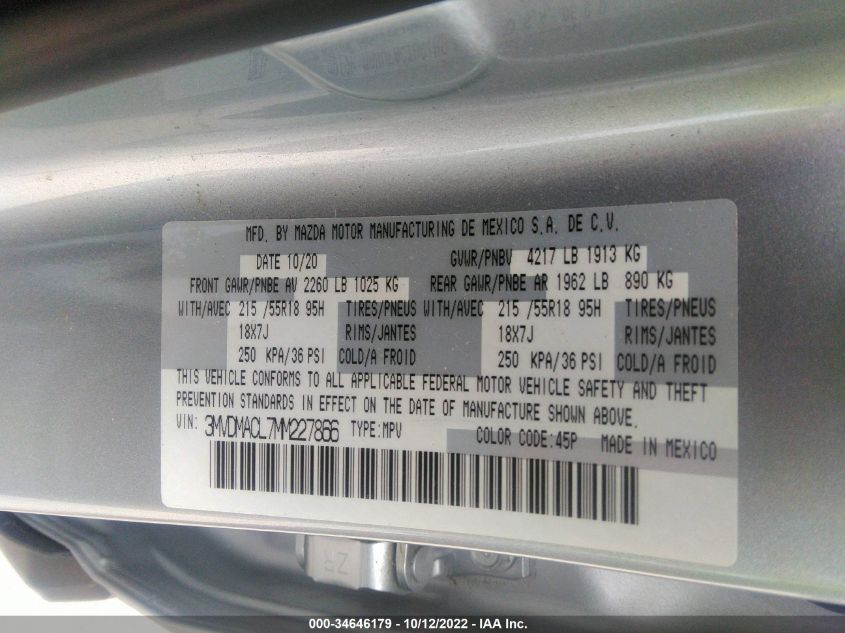 MFD. BY MAZDA MOTOR MANUFACTURING DE MEXICO S.A. DE C.V.
DATE 10/20 GVWR/PNBV 4217 LB 1913 KG
FRONT GAWR/PNBE AV 2260 LB 1025 KG REAR GAWR/PNBE AR 1962 LB 890 KG
WITH/AVEC 215 /55R18 95H TIRES/PNEUS WITH/AVEC 215 /55R18 95H TIRES/PNEUS
18X7J RIMS/JANTES 18X7J RIMS/JANTES
250 KPA/36 PSI COLD/A FROID 250 KPA/36 PSI COLD/A FROID
THIS VEHICLE CONFORMS TO ALL APPLICABLE FEDERAL MOTOR VEHICLE SAFETY AND THEFT
PREVENTION STANDARDS IN EFFECT ON THE DATE OF MANUFACTURE SHOWN ABOVE.
VIN: 3MVDMACL7MM227866 TYPE:MPV COLOR CODE:45P MADE IN MEXICO
ZR
000-34646179 - 10/12/2022 - IAA Inc.